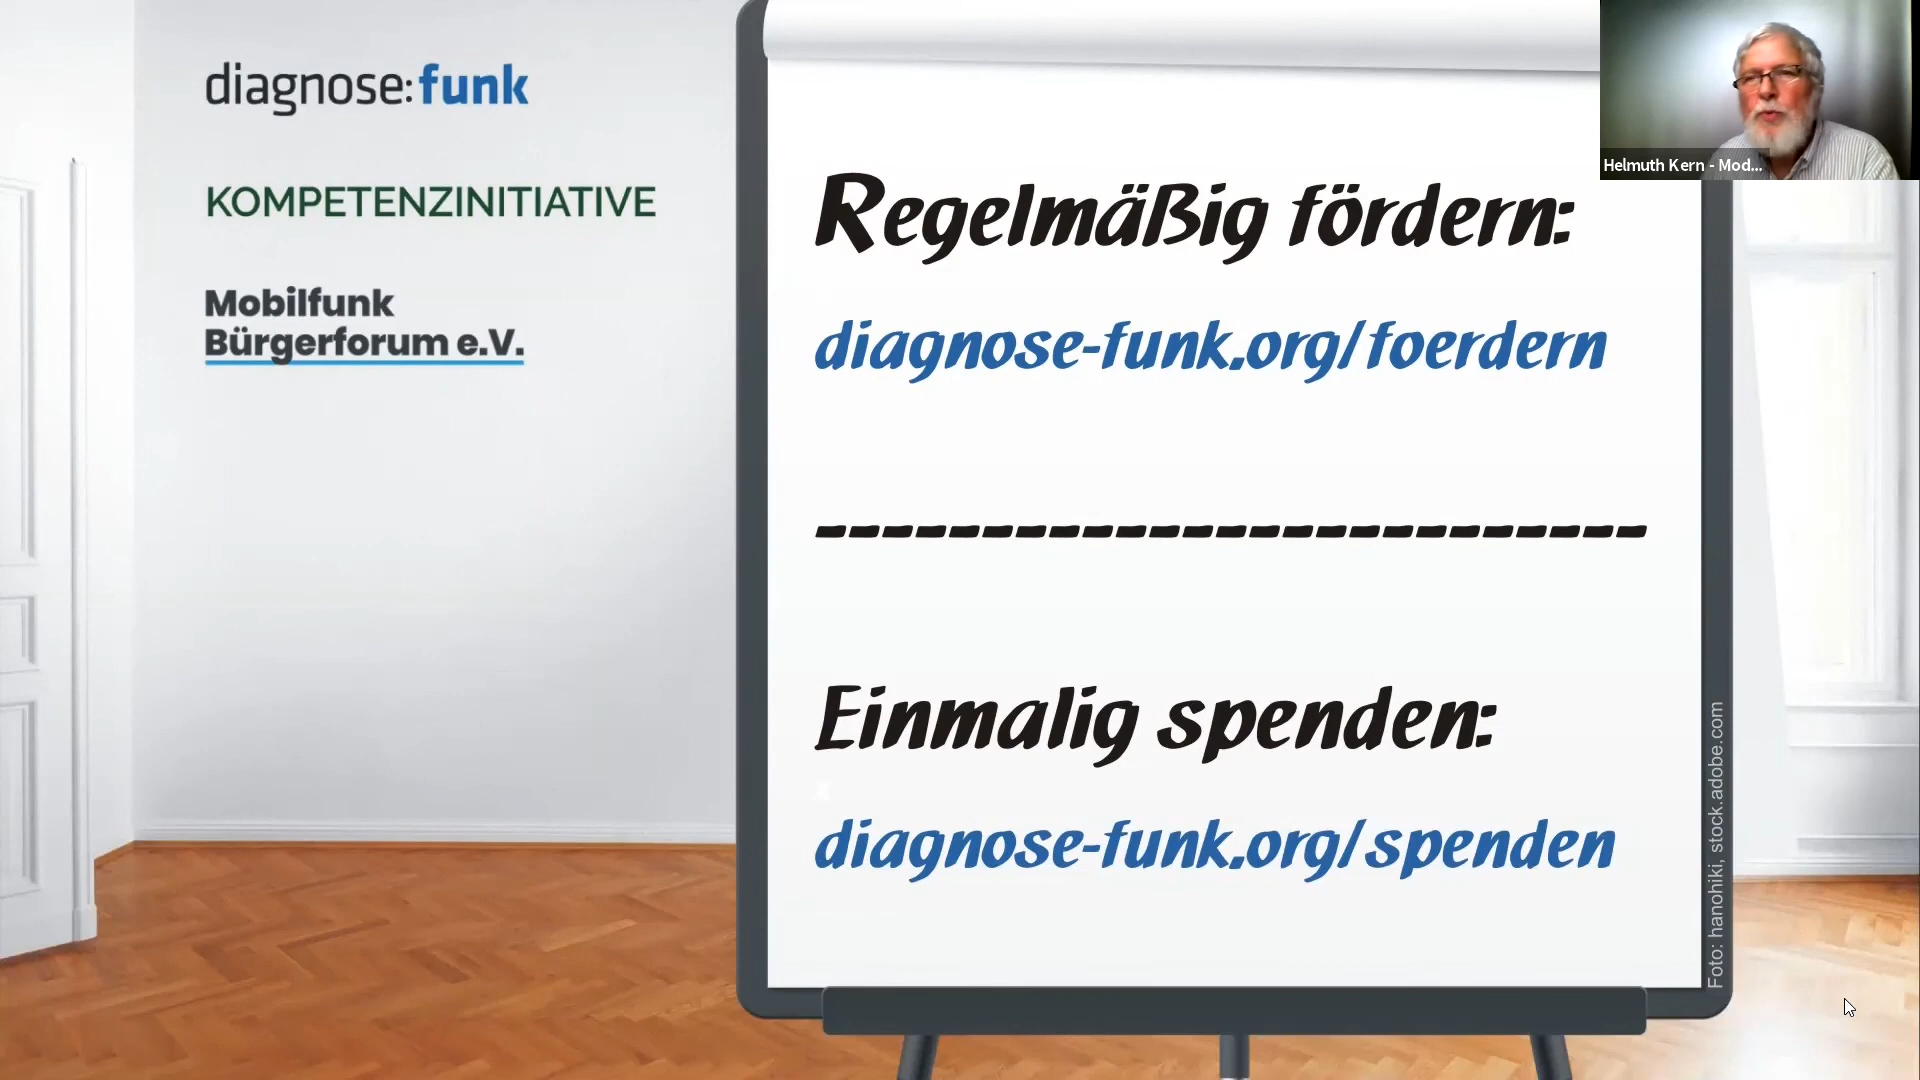 diagnose:funk
KOMPETENZINITIATIVE
Mobilfunk
Bürgerforum e.V.
Regelmäßig fördern:
diagnose-funk.org/foerdern
-------------------------
Einmalig spenden:
diagnose-funk.org/spenden
Helmuth Kern - Mod...
Foto: hanohiki, stock.adobe.com